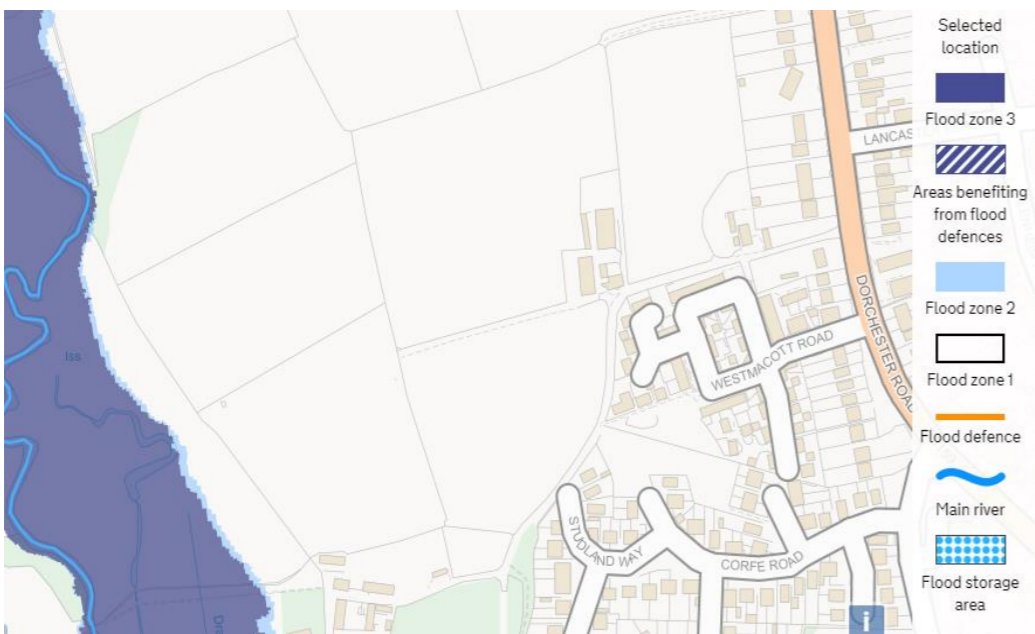 Selected
location
Flood zone 3
LANCAS
Areas benefiting
from flood
defences
Flood zone 2
DORCHESTER ROAD
Iss
WESTMACOTT ROAD
Flood zone 1
Flood defence
Main river
STUDLAND WAY
CORFE ROAD
Flood storage
area
Dr
i